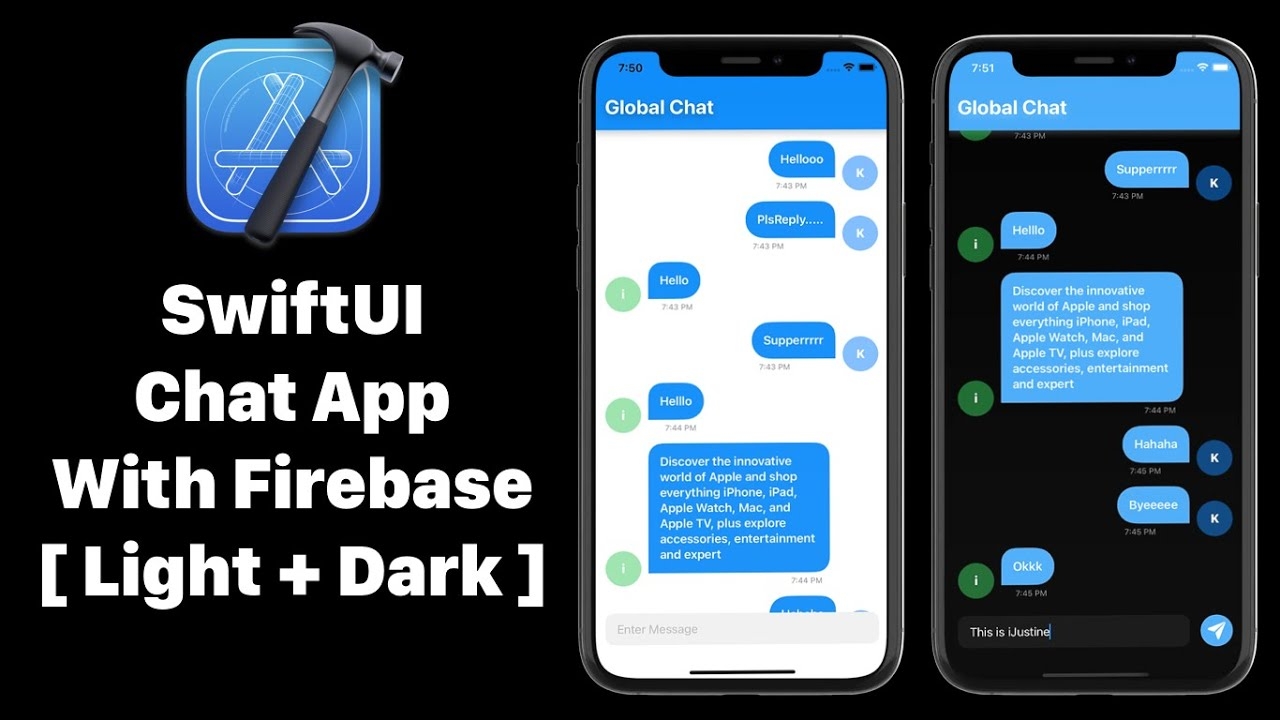 SwiftUI
Chat App
With Firebase
[ Light + Dark ]
7:50
Global Chat
Hellooo
K
7:43 PM
PlsReply.....
K
7:43 PM
Hello
i
7:43 PM
Supperrrrr
K
7:43 PM
Helllo
i
7:44 PM
Discover the innovative
world of Apple and shop
everything iPhone, iPad,
Apple Watch, Mac, and
Apple TV, plus explore
accessories, entertainment
and expert
i
7:44 PM
Enter Message
7:51
Global Chat
7:43 PM
Supperrrrr
K
7:43 PM
Helllo
i
7:44 PM
Discover the innovative
world of Apple and shop
everything iPhone, iPad,
Apple Watch, Mac, and
Apple TV, plus explore
accessories, entertainment
and expert
i
7:44 PM
Hahaha
K
7:45 PM
Byeeeee
K
7:45 PM
Okkk
i
7:45 PM
This is iJustine